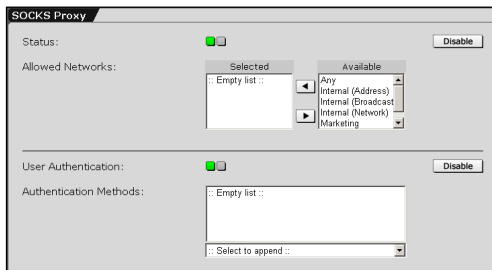 SOCKS Proxy
Status:
Disable
Allowed Networks:
Selected
Available
:: Empty list ::
Any
Internal (Address)
Internal (Broadcast
Internal (Network)
Marketing
User Authentication:
Disable
Authentication Methods:
:: Empty list ::
:: Select to append ::